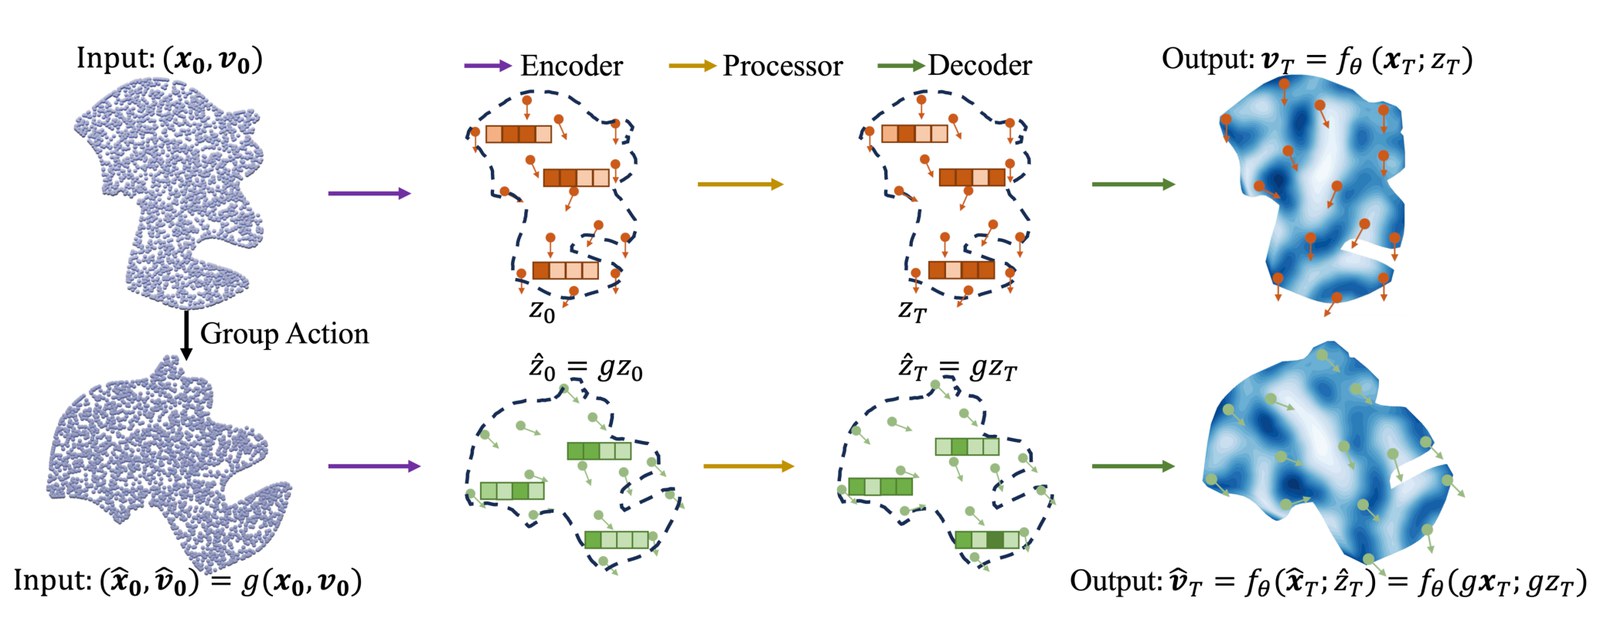 Input: (𝒙₀, 𝒗₀)
Encoder
Processor
Decoder
Output: 𝒗_T = f_θ (𝒙_T; z_T)
z₀
z_T
Group Action
ẑ₀ = gz₀
ẑ_T = gz_T
Input: (𝒙̂₀, 𝒗̂₀) = g(𝒙₀, 𝒗₀)
Output: 𝒗̂_T = f_θ(𝒙̂_T; ẑ_T) = f_θ(g𝒙_T; gz_T)